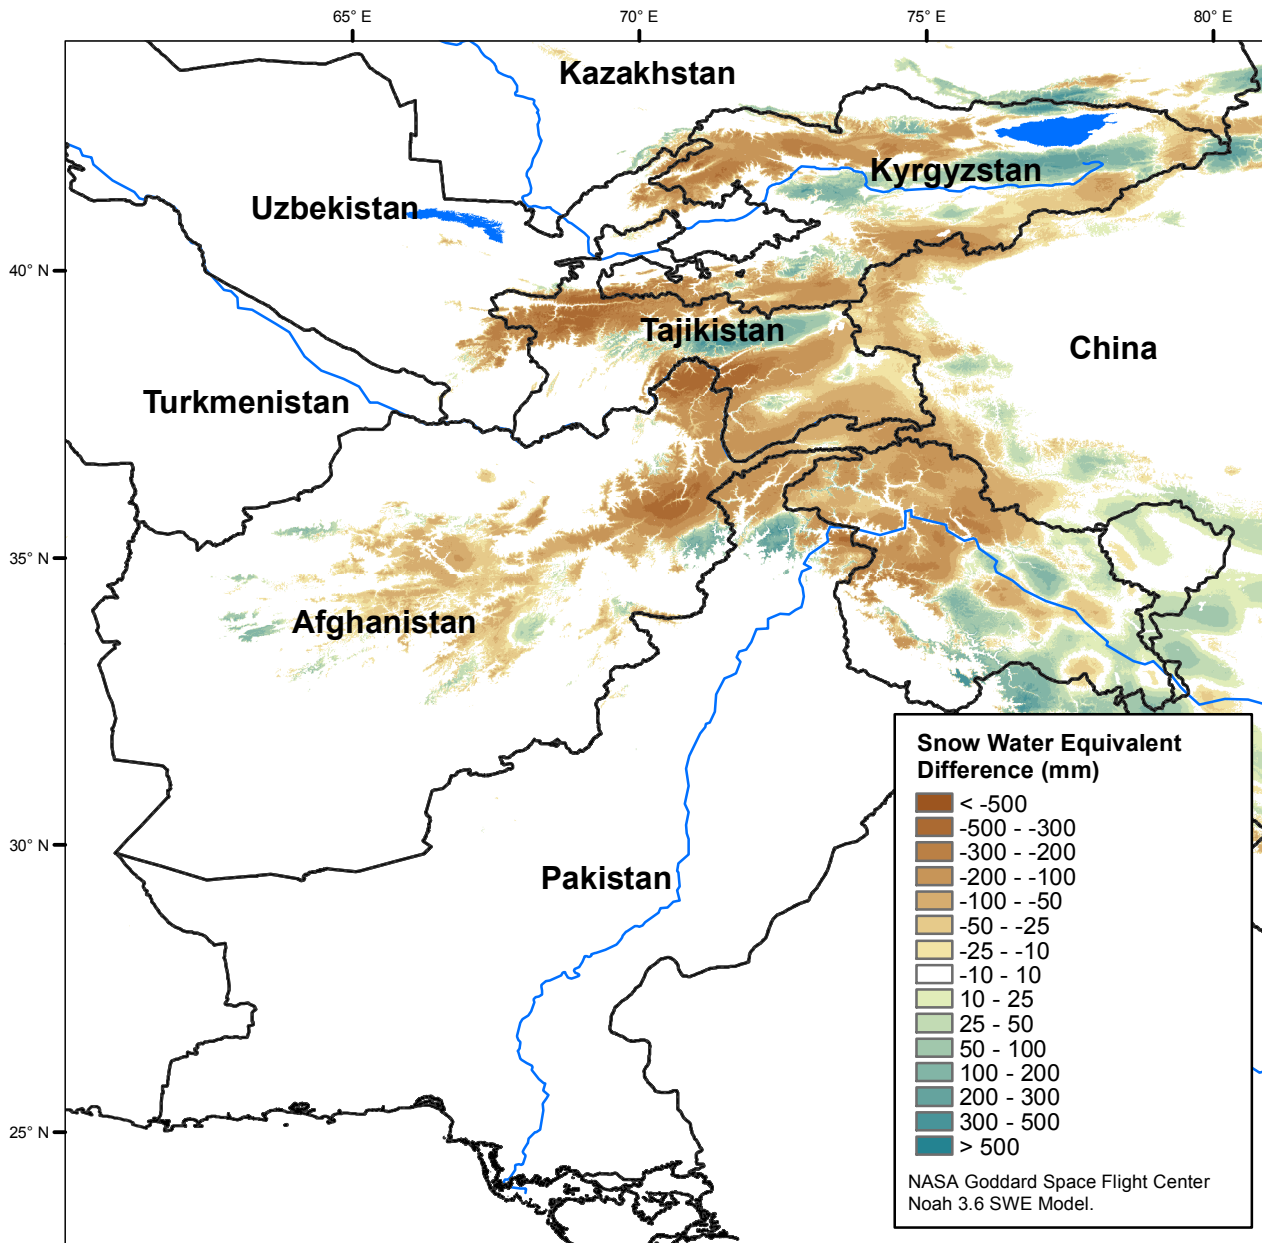 65° E
70° E
75° E
80° E
Kazakhstan
Kyrgyzstan
Uzbekistan
40° N
Tajikistan
China
Turkmenistan
35° N
Afghanistan
30° N
Pakistan
25° N
Snow Water Equivalent
Difference (mm)
< -500
-500 - -300
-300 - -200
-200 - -100
-100 - -50
-50 - -25
-25 - -10
-10 - 10
10 - 25
25 - 50
50 - 100
100 - 200
200 - 300
300 - 500
> 500
NASA Goddard Space Flight Center
Noah 3.6 SWE Model.